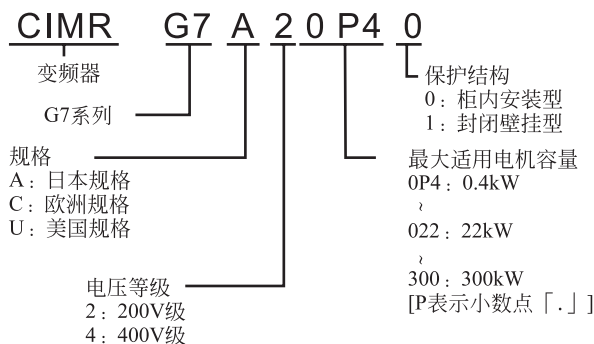 CIMR G7 A 2 0 P4 0
变频器
G7系列
规格
A：日本规格
C：欧洲规格
U：美国规格
电压等级
2：200V级
4：400V级
保护结构
0：柜内安装型
1：封闭壁挂型
最大适用电机容量
0P4：0.4kW
~
022：22kW
~
300：300kW
[P表示小数点「.」]